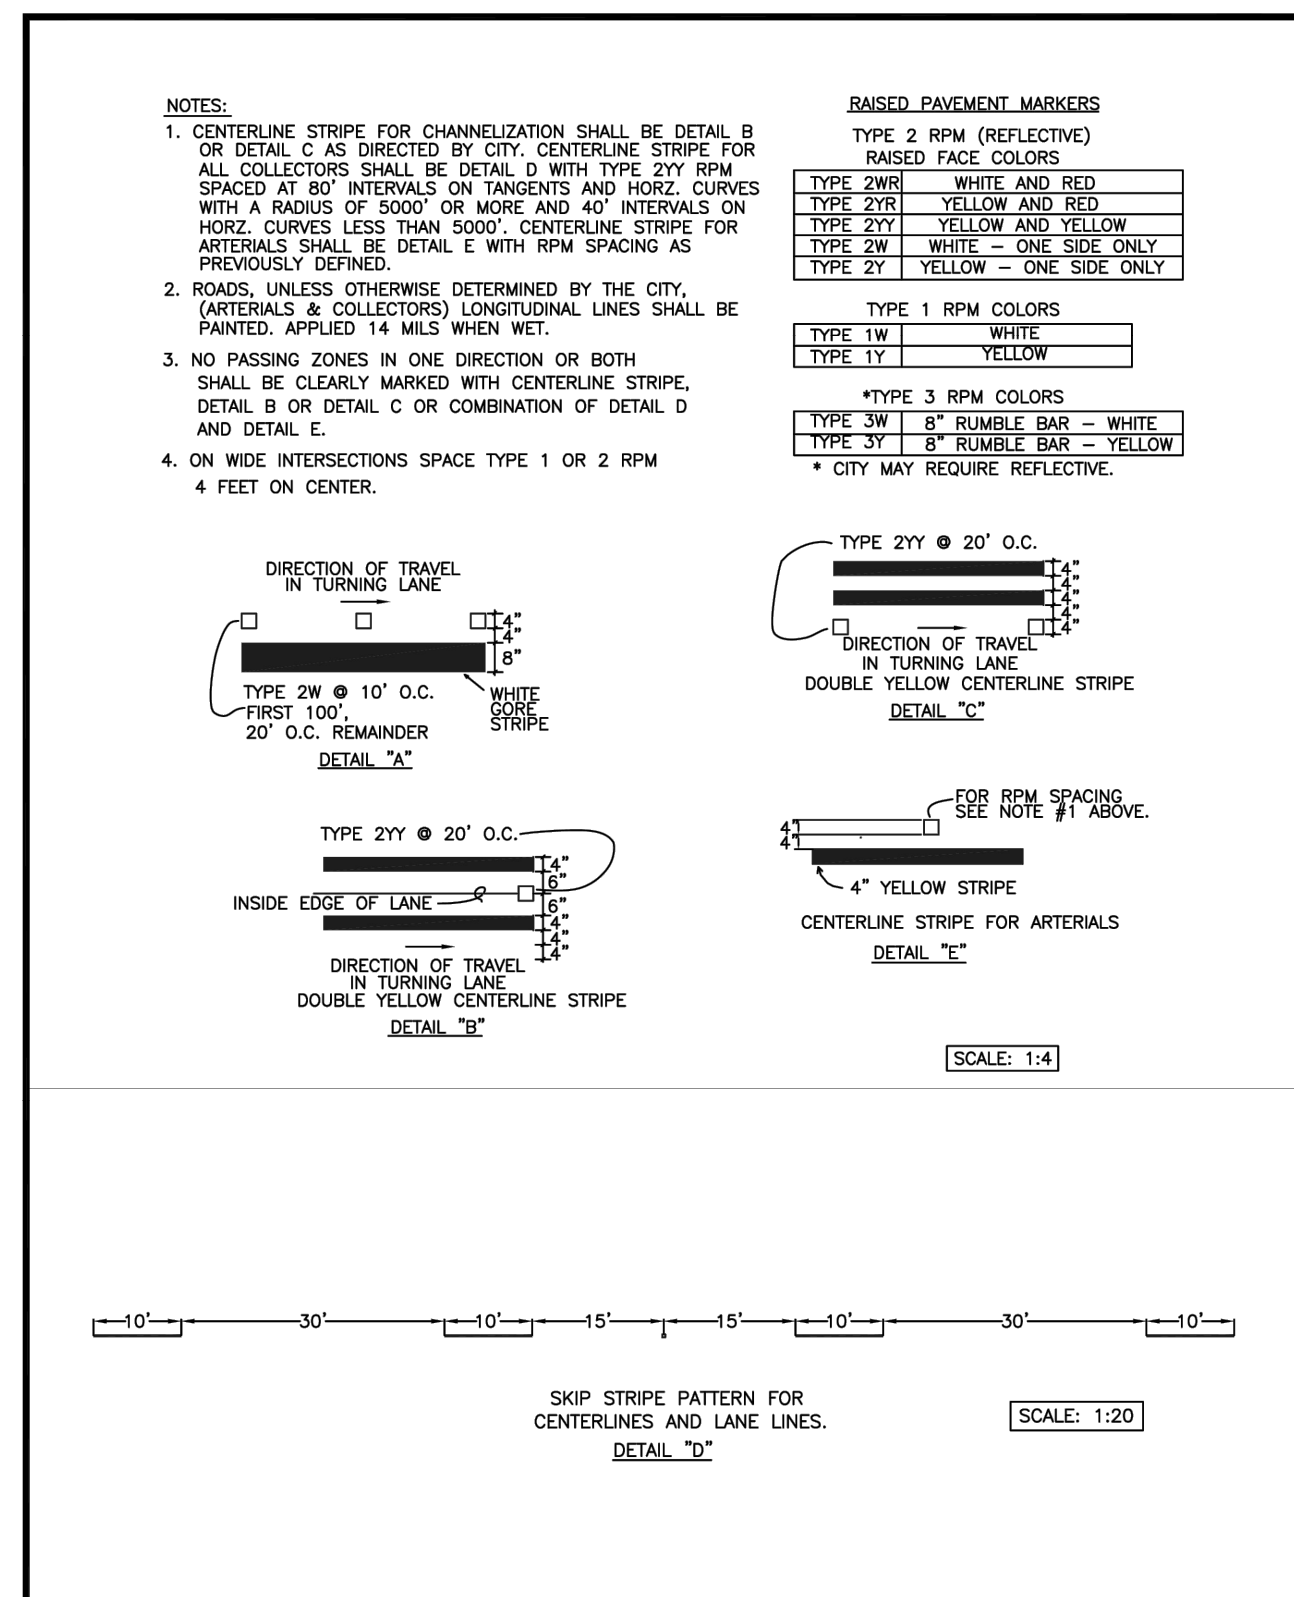 NOTES:
1. CENTERLINE STRIPE FOR CHANNELIZATION SHALL BE DETAIL B
OR DETAIL C AS DIRECTED BY CITY. CENTERLINE STRIPE FOR
ALL COLLECTORS SHALL BE DETAIL D WITH TYPE 2YY RPM
SPACED AT 80' INTERVALS ON TANGENTS AND HORZ. CURVES
WITH A RADIUS OF 5000' OR MORE AND 40' INTERVALS ON
HORZ. CURVES LESS THAN 5000'. CENTERLINE STRIPE FOR
ARTERIALS SHALL BE DETAIL E WITH RPM SPACING AS
PREVIOUSLY DEFINED.
2. ROADS, UNLESS OTHERWISE DETERMINED BY THE CITY,
(ARTERIALS & COLLECTORS) LONGITUDINAL LINES SHALL BE
PAINTED. APPLIED 14 MILS WHEN WET.
3. NO PASSING ZONES IN ONE DIRECTION OR BOTH
SHALL BE CLEARLY MARKED WITH CENTERLINE STRIPE,
DETAIL B OR DETAIL C OR COMBINATION OF DETAIL D
AND DETAIL E.
4. ON WIDE INTERSECTIONS SPACE TYPE 1 OR 2 RPM
4 FEET ON CENTER.
RAISED PAVEMENT MARKERS
TYPE 2 RPM (REFLECTIVE)
RAISED FACE COLORS
TYPE 2WR WHITE AND RED
TYPE 2YR YELLOW AND RED
TYPE 2YY YELLOW AND YELLOW
TYPE 2W WHITE – ONE SIDE ONLY
TYPE 2Y YELLOW – ONE SIDE ONLY
TYPE 1 RPM COLORS
TYPE 1W WHITE
TYPE 1Y YELLOW
*TYPE 3 RPM COLORS
TYPE 3W 8" RUMBLE BAR – WHITE
TYPE 3Y 8" RUMBLE BAR – YELLOW
* CITY MAY REQUIRE REFLECTIVE.
DIRECTION OF TRAVEL
IN TURNING LANE
4"
4"
8"
TYPE 2W @ 10' O.C.
FIRST 100',
20' O.C. REMAINDER
WHITE
GORE
STRIPE
DETAIL "A"
TYPE 2YY @ 20' O.C.
4"
4"
4"
4"
4"
DIRECTION OF TRAVEL
IN TURNING LANE
DOUBLE YELLOW CENTERLINE STRIPE
DETAIL "C"
TYPE 2YY @ 20' O.C.
4"
6"
INSIDE EDGE OF LANE
6"
4"
4"
4"
DIRECTION OF TRAVEL
IN TURNING LANE
DOUBLE YELLOW CENTERLINE STRIPE
DETAIL "B"
FOR RPM SPACING
SEE NOTE #1 ABOVE.
4"
4"
4" YELLOW STRIPE
CENTERLINE STRIPE FOR ARTERIALS
DETAIL "E"
SCALE: 1:4
10' 30' 10' 15' 15' 10' 30' 10'
SKIP STRIPE PATTERN FOR
CENTERLINES AND LANE LINES.
DETAIL "D"
SCALE: 1:20